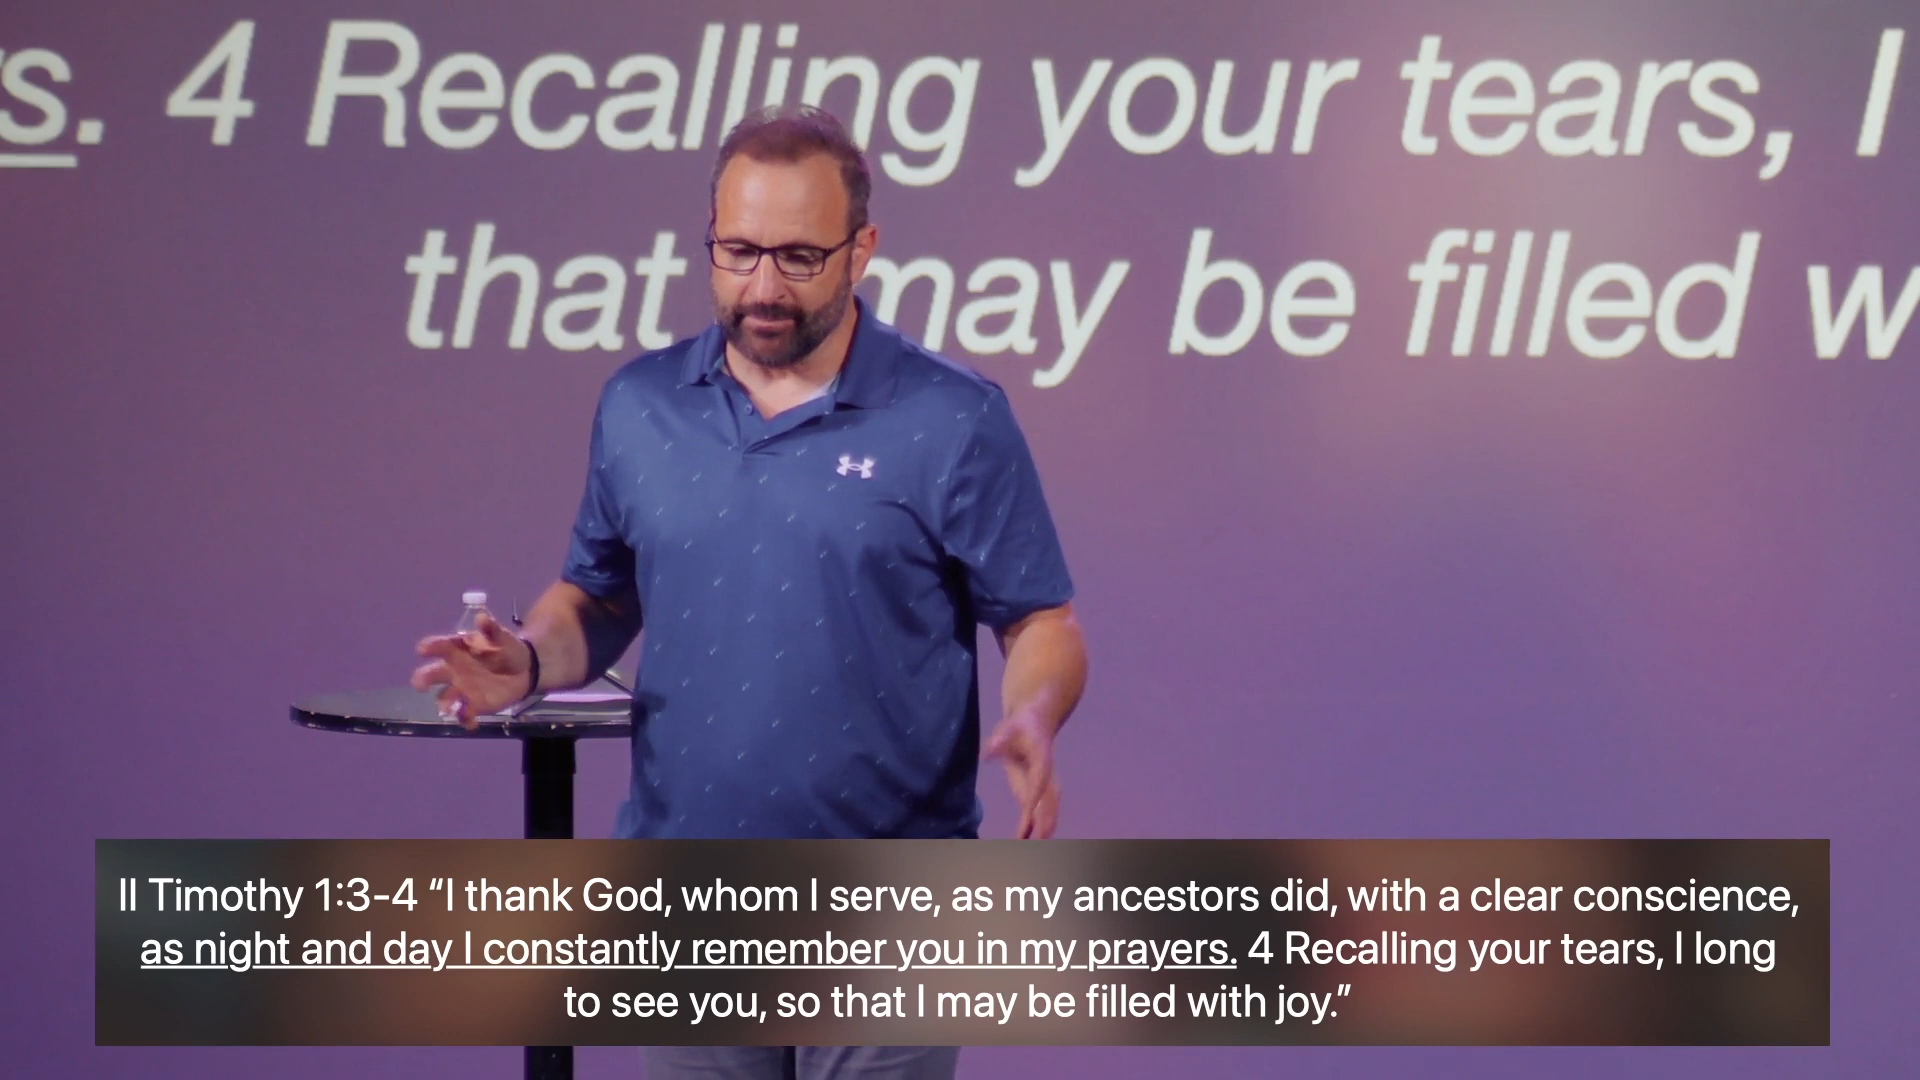 s. 4 Recalling your tears, I
that may be filled w
II Timothy 1:3-4 “I thank God, whom I serve, as my ancestors did, with a clear conscience,
as night and day I constantly remember you in my prayers. 4 Recalling your tears, I long
to see you, so that I may be filled with joy.”